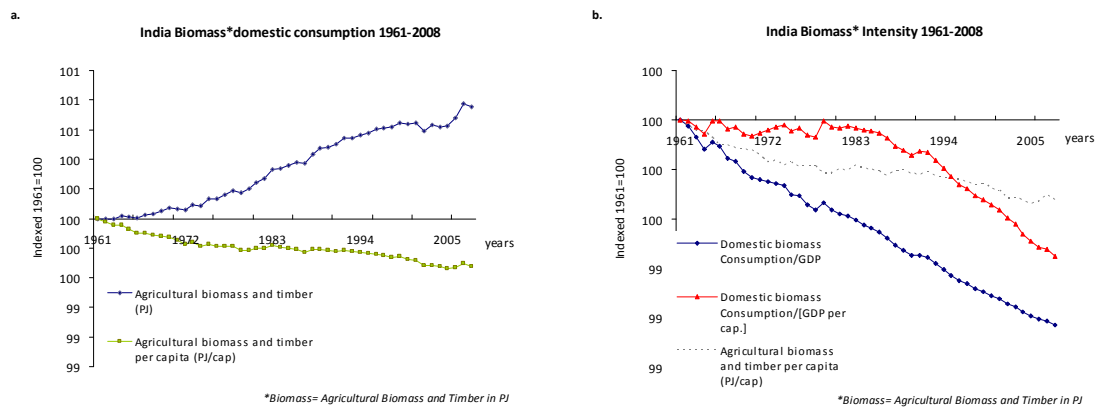 a.
India Biomass*domestic consumption 1961-2008
Indexed 1961=100
101
101
101
100
100
100
100
100
99
99
99
1961
1972
1983
1994
2005
years
Agricultural biomass and timber
(PJ)
Agricultural biomass and timber
per capita (PJ/cap)
*Biomass= Agricultural Biomass and Timber in PJ
b.
India Biomass* Intensity 1961-2008
Indexed 1961=100
100
100
100
100
99
99
99
1961
1972
1983
1994
2005
years
Domestic biomass
Consumption/GDP
Domestic biomass
Consumption/[GDP per
cap.]
Agricultural biomass
and timber per capita
(PJ/cap)
*Biomass= Agricultural Biomass and Timber in PJ